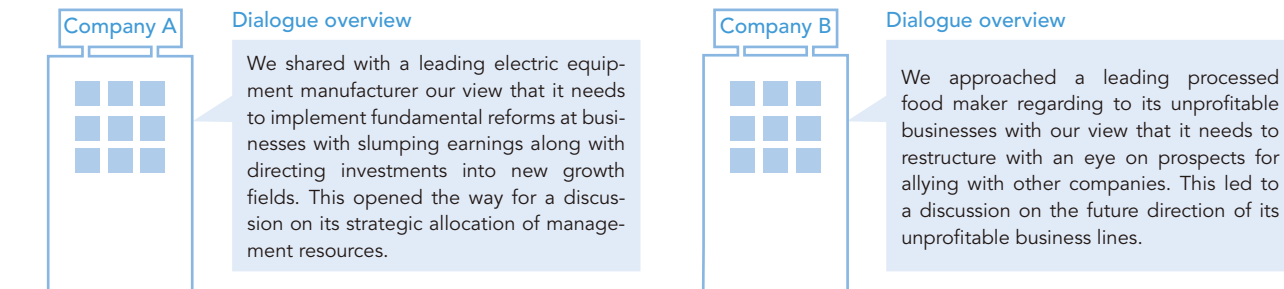 Company A
Dialogue overview
We shared with a leading electric equip-
ment manufacturer our view that it needs
to implement fundamental reforms at busi-
nesses with slumping earnings along with
directing investments into new growth
fields. This opened the way for a discus-
sion on its strategic allocation of manage-
ment resources.
Company B
Dialogue overview
We approached a leading processed
food maker regarding to its unprofitable
businesses with our view that it needs to
restructure with an eye on prospects for
allying with other companies. This led to
a discussion on the future direction of its
unprofitable business lines.